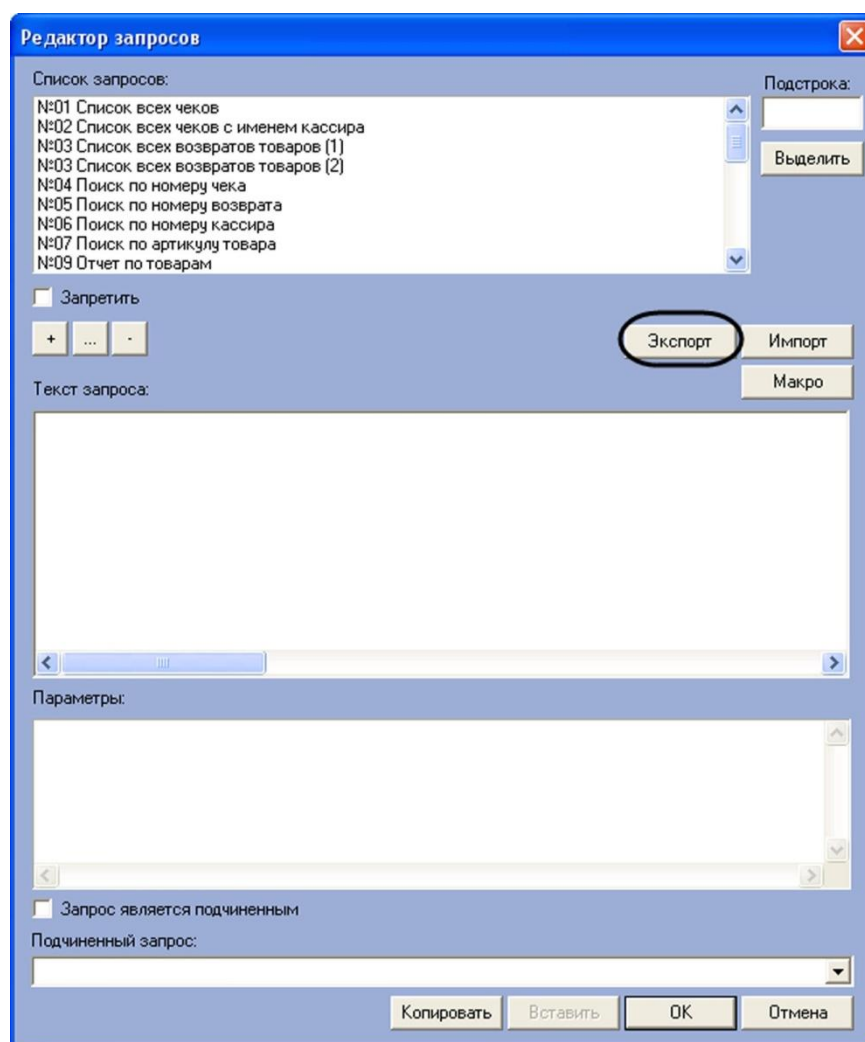 Редактор запросов
Список запросов:
Подстрока:
№01 Список всех чеков
№02 Список всех чеков с именем кассира
№03 Список всех возвратов товаров (1)
№03 Список всех возвратов товаров (2)
№04 Поиск по номеру чека
№05 Поиск по номеру возврата
№06 Поиск по номеру кассира
№07 Поиск по артикулу товара
№09 Отчет по товарам
Выделить
Запретить
+ ... -
Экспорт
Импорт
Макро
Текст запроса:
Параметры:
Запрос является подчиненным
Подчиненный запрос:
Копировать
Вставить
OK
Отмена